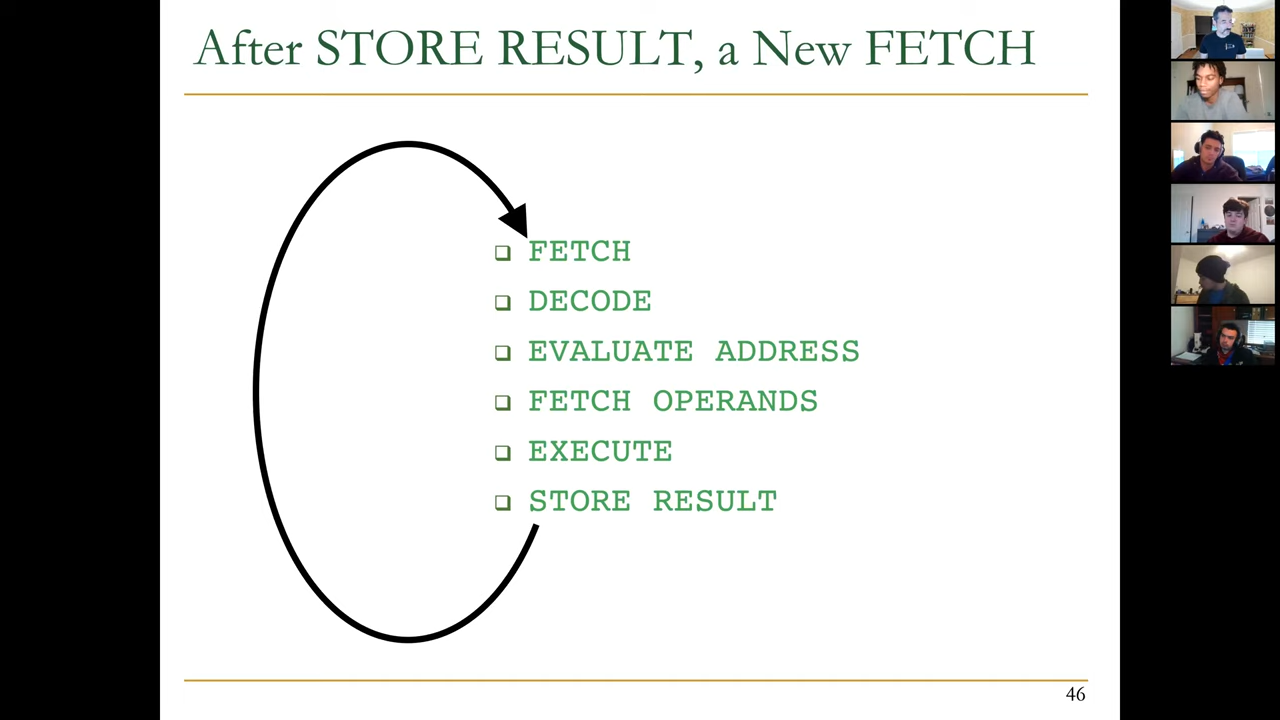 After STORE RESULT, a New FETCH
FETCH
DECODE
EVALUATE ADDRESS
FETCH OPERANDS
EXECUTE
STORE RESULT
46